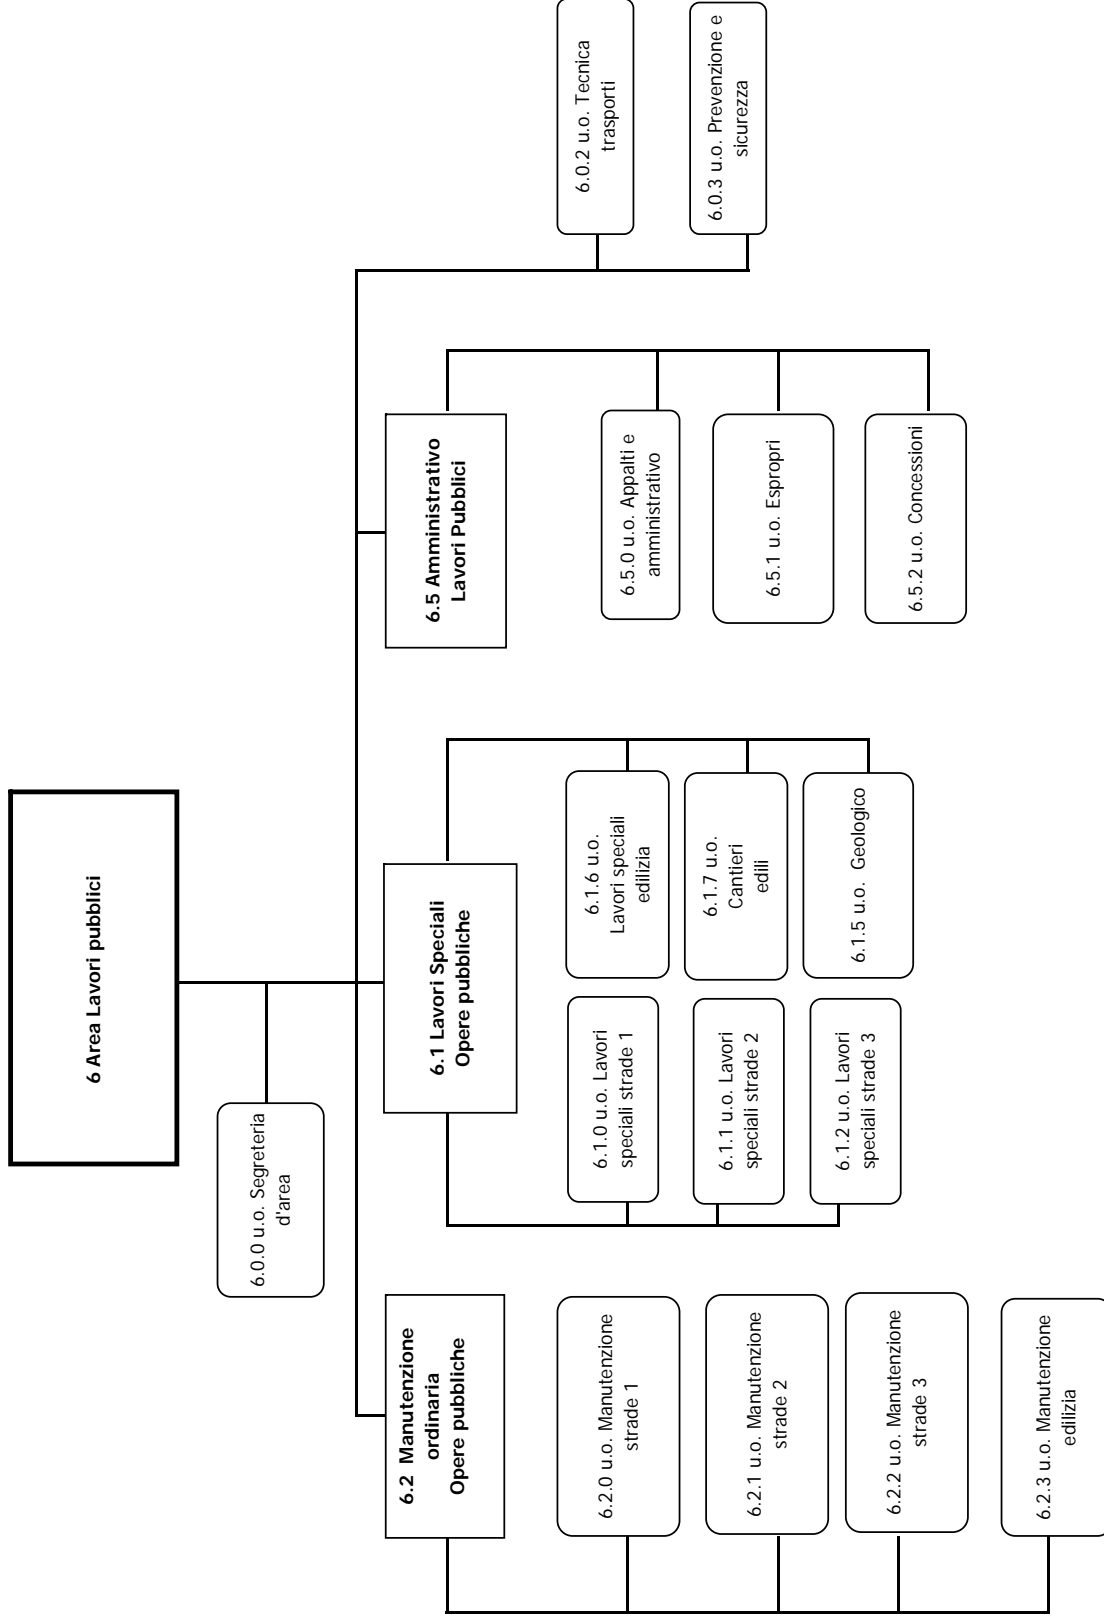 6 Area Lavori pubblici
6.0.0 u.o. Segreteria
d'area
6.2 Manutenzione
ordinaria
Opere pubbliche
6.2.0 u.o. Manutenzione
strade 1
6.2.1 u.o. Manutenzione
strade 2
6.2.2 u.o. Manutenzione
strade 3
6.2.3 u.o. Manutenzione
edilizia
6.1 Lavori Speciali
Opere pubbliche
6.1.0 u.o. Lavori
speciali strade 1
6.1.1 u.o. Lavori
speciali strade 2
6.1.2 u.o. Lavori
speciali strade 3
6.1.6 u.o.
Lavori speciali
edilizia
6.1.7 u.o.
Cantieri
edili
6.1.5 u.o. Geologico
6.5 Amministrativo
Lavori Pubblici
6.5.0 u.o. Appalti e
amministrativo
6.5.1 u.o. Espropri
6.5.2 u.o. Concessioni
6.0.2 u.o. Tecnica
trasporti
6.0.3 u.o. Prevenzione e
sicurezza